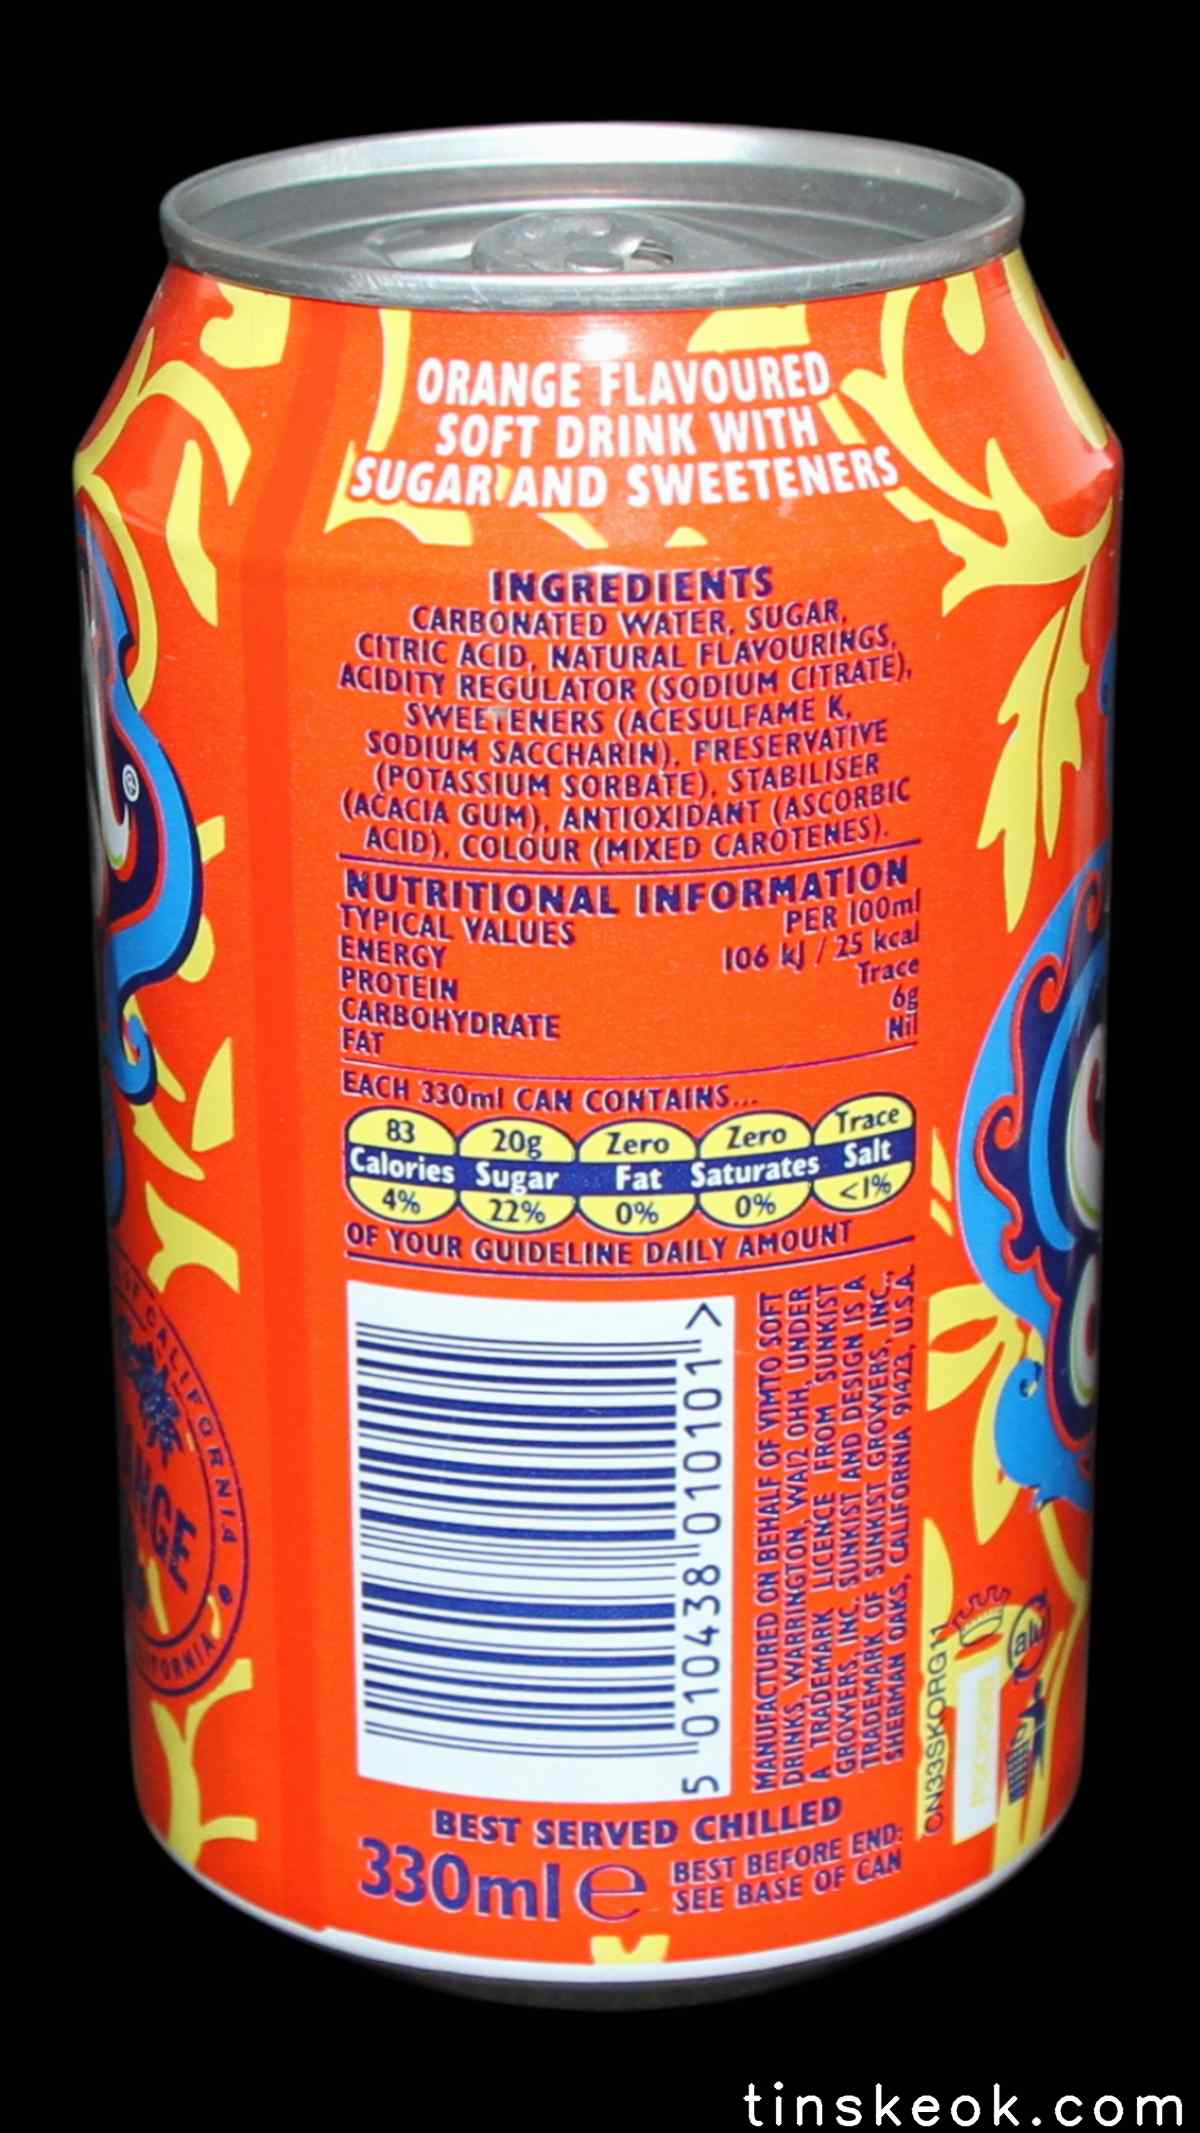 ORANGE FLAVOURED
SOFT DRINK WITH
SUGAR AND SWEETENERS
INGREDIENTS
CARBONATED WATER, SUGAR,
CITRIC ACID, NATURAL FLAVOURINGS,
ACIDITY REGULATOR (SODIUM CITRATE),
SWEETENERS (ACESULFAME K,
SODIUM SACCHARIN), PRESERVATIVE
(POTASSIUM SORBATE), STABILISER
(ACACIA GUM), ANTIOXIDANT (ASCORBIC
ACID), COLOUR (MIXED CAROTENES).
NUTRITIONAL INFORMATION
TYPICAL VALUES PER 100ml
ENERGY 106 kJ / 25 kcal
PROTEIN Trace
CARBOHYDRATE 6g
FAT Nil
EACH 330ml CAN CONTAINS...
83 20g Zero Zero Trace
Calories Sugar Fat Saturates Salt
4% 22% 0% 0% <1%
OF YOUR GUIDELINE DAILY AMOUNT
5 010438 010101 >
MANUFACTURED ON BEHALF OF VIMTO SOFT
DRINKS, WARRINGTON, WA12 0HH, UNDER
A TRADEMARK LICENCE FROM SUNKIST
GROWERS, INC. SUNKIST AND DESIGN IS A
TRADEMARK OF SUNKIST GROWERS, INC.,
SHERMAN OAKS, CALIFORNIA 91423, U.S.A.
CN33SKORG11
alu
BEST SERVED CHILLED
330ml e
BEST BEFORE END:
SEE BASE OF CAN
®
OF CALIFORNIA
tinskeok.com